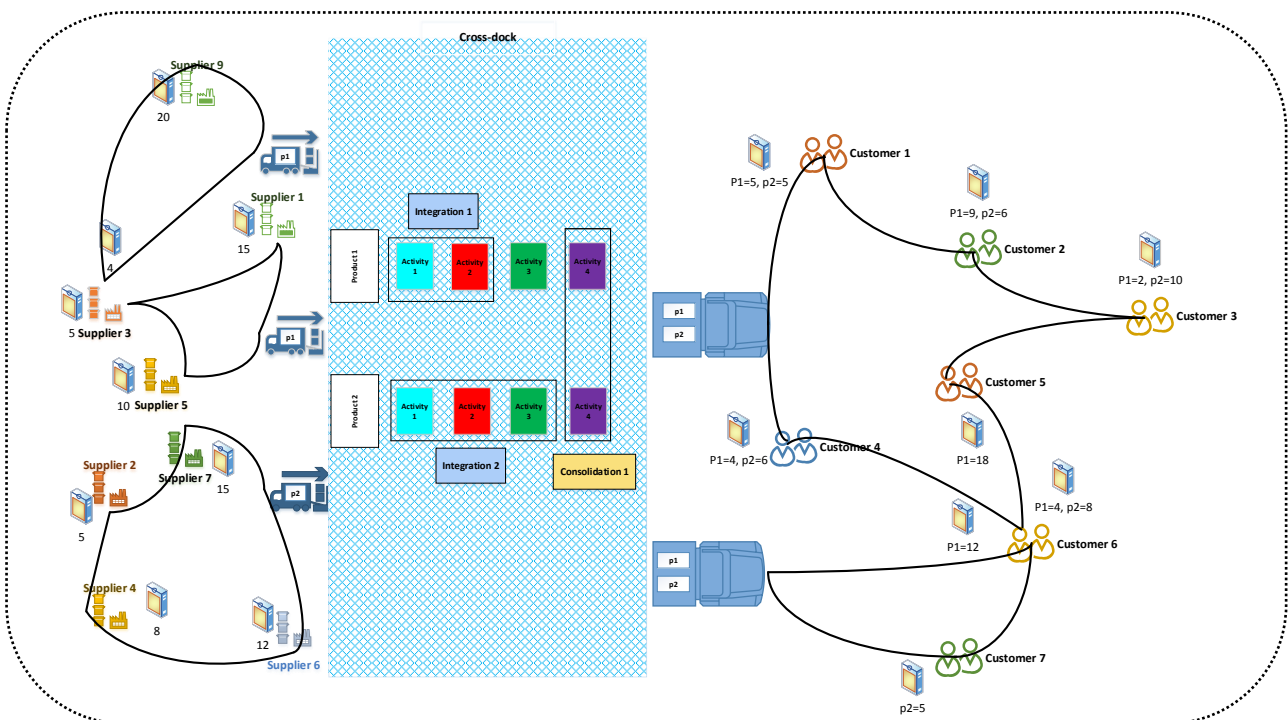 Cross-dock
Supplier 9
20
p1
4
Supplier 1
15
5 Supplier 3
p1
10 Supplier 5
Supplier 7
15
Supplier 2
5
p2
Supplier 4
8
12
Supplier 6
Integration 1
Product 1
Activity
1
Activity
2
Activity
3
Activity
4
Product2
Activity
1
Activity
2
Activity
3
Activity
4
Integration 2
Consolidation 1
p1
p2
p1
p2
Customer 1
P1=5, p2=5
P1=9, p2=6
Customer 2
P1=2, p2=10
Customer 3
Customer 5
P1=18
Customer 4
P1=4, p2=6
P1=4, p2=8
P1=12
Customer 6
Customer 7
p2=5